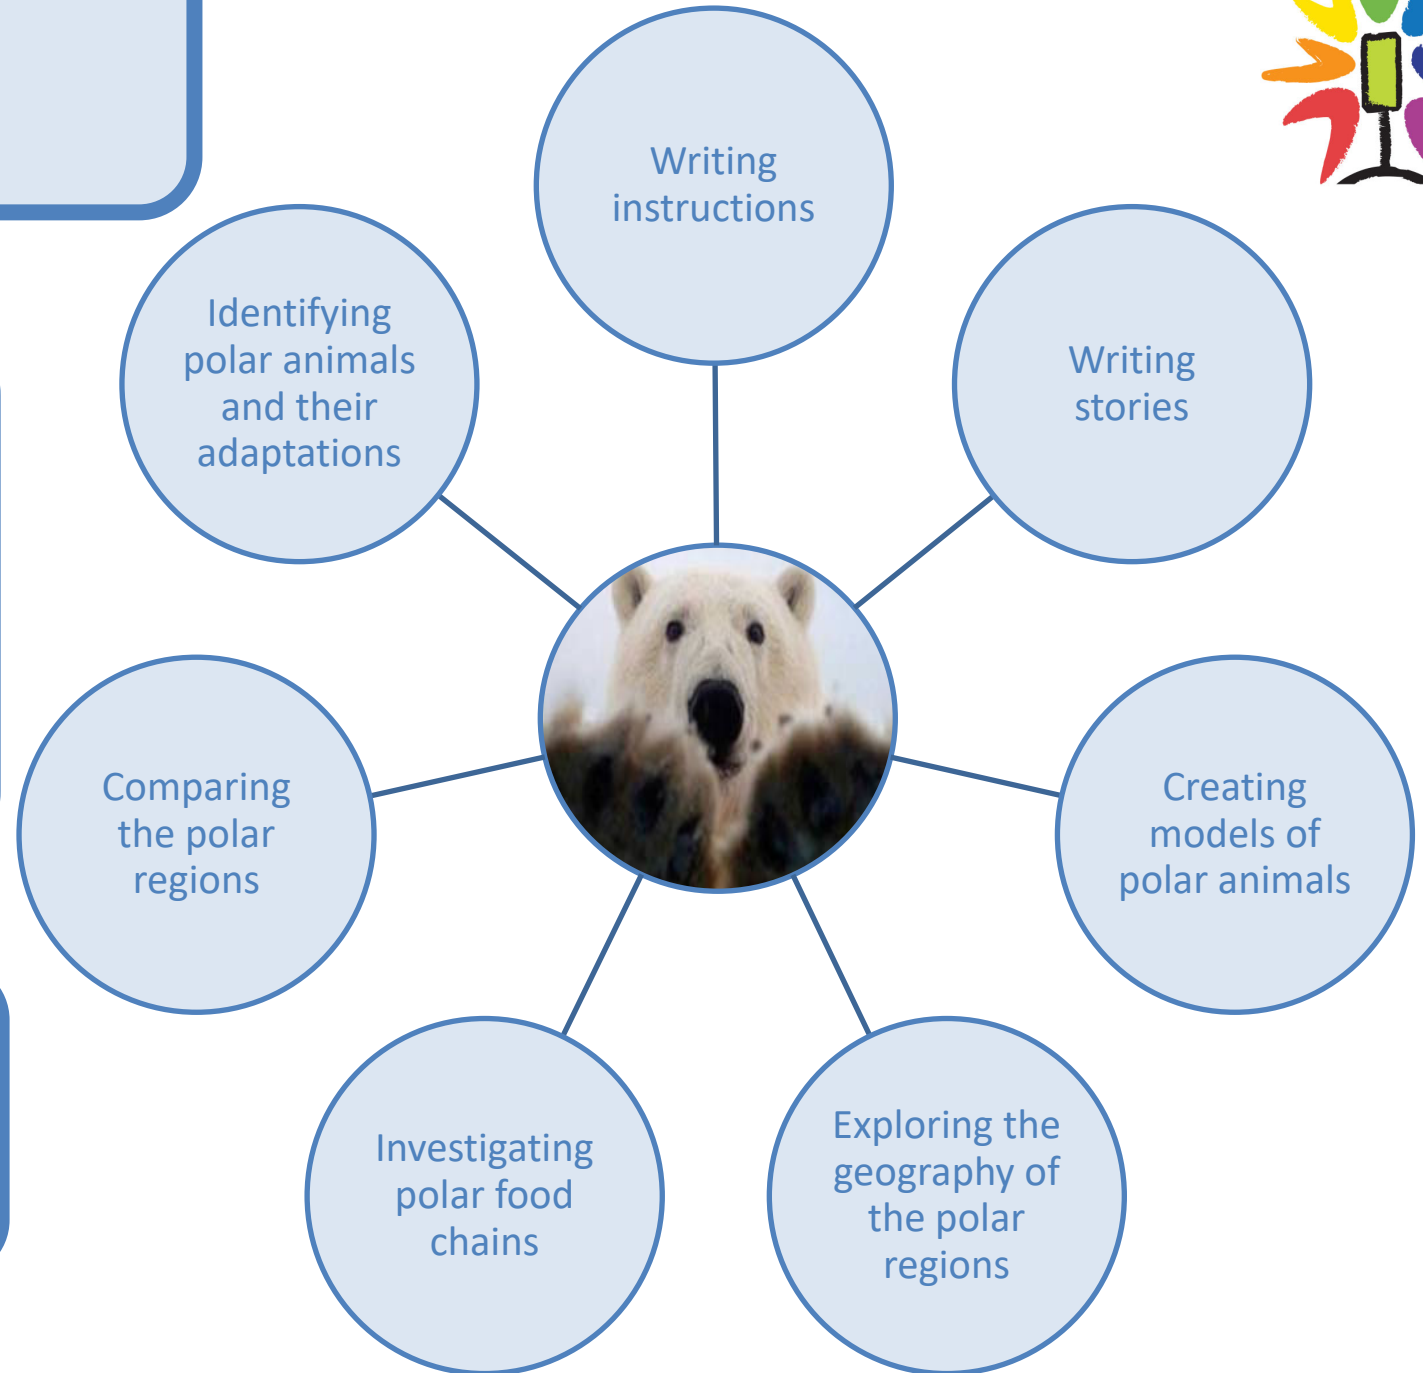 Writing
instructions
Writing
stories
Creating
models of
polar animals
Exploring the
geography of
the polar
regions
Investigating
polar food
chains
Comparing
the polar
regions
Identifying
polar animals
and their
adaptations